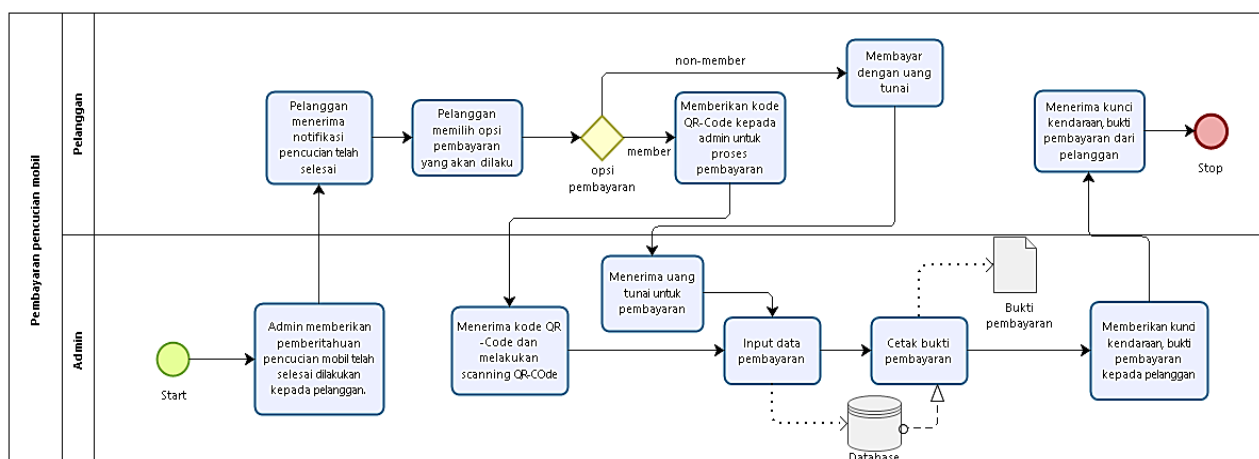 Pembayaran pencucian mobil
Pelanggan
Pelanggan
menerima
notifikasi
pencucian telah
selesai
Pelanggan
memilih opsi
pembayaran
yang akan dilaku
opsi
pembayaran
non-member
member
Memberikan kode
QR-Code kepada
admin untuk
proses
pembayaran
Membayar
dengan uang
tunai
Menerima kunci
kendaraan, bukti
pembayaran dari
pelanggan
Stop
Admin
Start
Admin memberikan
pemberitahuan
pencucian mobil telah
selesai dilakukan
kepada pelanggan.
Menerima kode QR
-Code dan
melakukan
scanning QR-COde
Menerima uang
tunai untuk
pembayaran
Input data
pembayaran
Cetak bukti
pembayaran
Bukti
pembayaran
Database
Memberikan kunci
kendaraan, bukti
pembayaran
kepada pelanggan